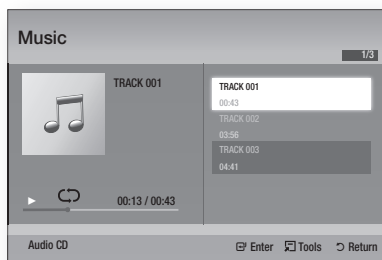 Music
1/3
TRACK 001
00:13 / 00:43
TRACK 001
00:43
TRACK 002
03:56
TRACK 003
04:41
Audio CD
Enter Tools Return